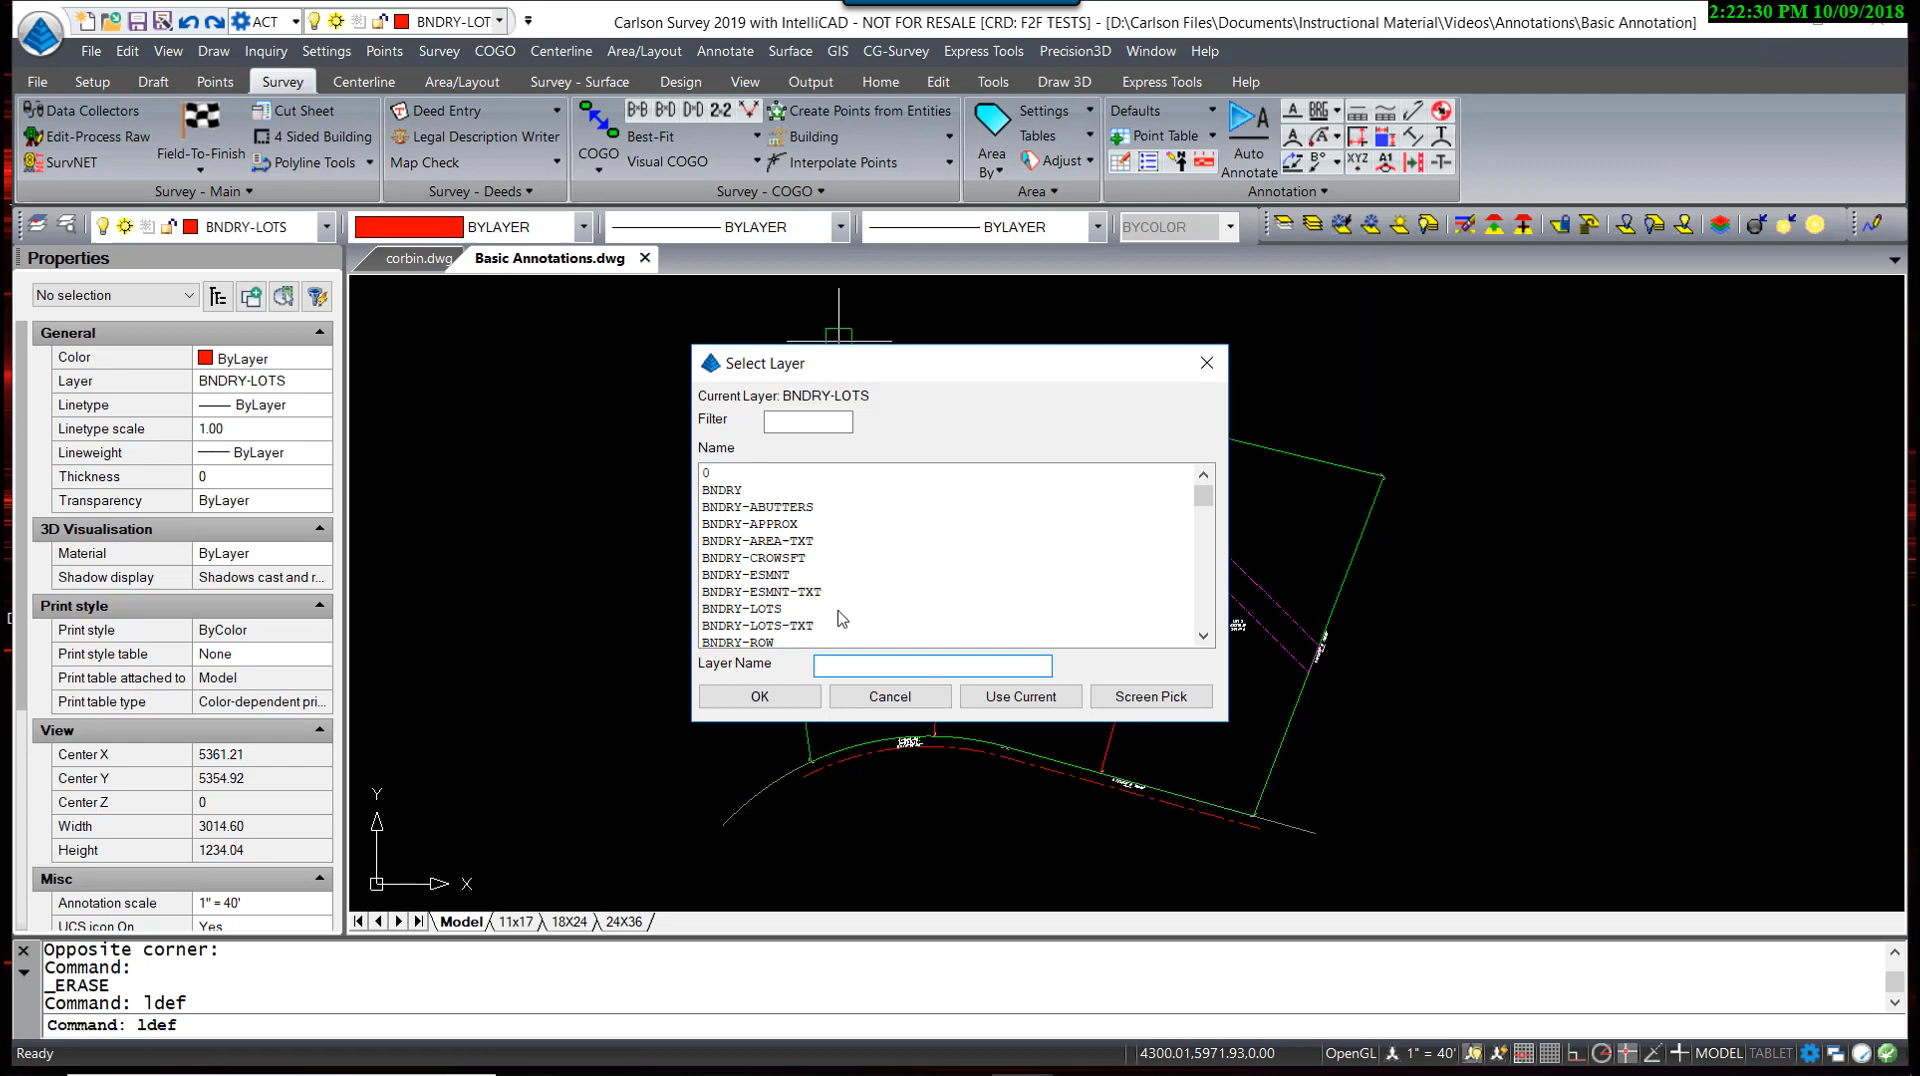 2:22:30 PM 10/09/2018
ACT
BNDRY-LOT
Carlson Survey 2019 with IntelliCAD - NOT FOR RESALE [CRD: F2F TESTS] - [D:\Carlson Files\Documents\Instructional Material\Videos\Annotations\Basic Annotation]
File Edit View Draw Inquiry Settings Points Survey COGO Centerline Area/Layout Annotate Surface GIS CG-Survey Express Tools Precision3D Window Help
File Setup Draft Points Survey Centerline Area/Layout Survey - Surface Design View Output Home Edit Tools Draw 3D Express Tools Help
Data Collectors
Edit-Process Raw
SurvNET
Field-To-Finish
Cut Sheet
4 Sided Building
Polyline Tools
Survey - Main
Deed Entry
Legal Description Writer
Map Check
Survey - Deeds
COGO
Best-Fit
Visual COGO
Create Points from Entities
Building
Interpolate Points
Survey - COGO
Area
By
Settings
Tables
Adjust
Area
Defaults
Point Table
Auto
Annotate
BRG
XYZ
Annotation
BNDRY-LOTS
BYLAYER
BYLAYER
BYLAYER
BYCOLOR
Properties
corbin.dwg
Basic Annotations.dwg
No selection
General
Color ByLayer
Layer BNDRY-LOTS
Linetype ByLayer
Linetype scale 1.00
Lineweight ByLayer
Thickness 0
Transparency ByLayer
3D Visualisation
Material ByLayer
Shadow display Shadows cast and r...
Print style
Print style ByColor
Print style table None
Print table attached to Model
Print table type Color-dependent pri...
View
Center X 5361.21
Center Y 5354.92
Center Z 0
Width 3014.60
Height 1234.04
Misc
Annotation scale 1" = 40'
UCS icon On Yes
Select Layer
Current Layer: BNDRY-LOTS
Filter
Name
0
BNDRY
BNDRY-ABUTTERS
BNDRY-APPROX
BNDRY-AREA-TXT
BNDRY-CROWSFT
BNDRY-ESMNT
BNDRY-ESMNT-TXT
BNDRY-LOTS
BNDRY-LOTS-TXT
BNDRY-ROW
Layer Name
OK Cancel Use Current Screen Pick
Y
X
Model 11x17 18X24 24X36
Opposite corner:
Command:
_ERASE
Command: ldef
Command: ldef
Ready
4300.01,5971.93,0.00 OpenGL 1" = 40' MODEL TABLET